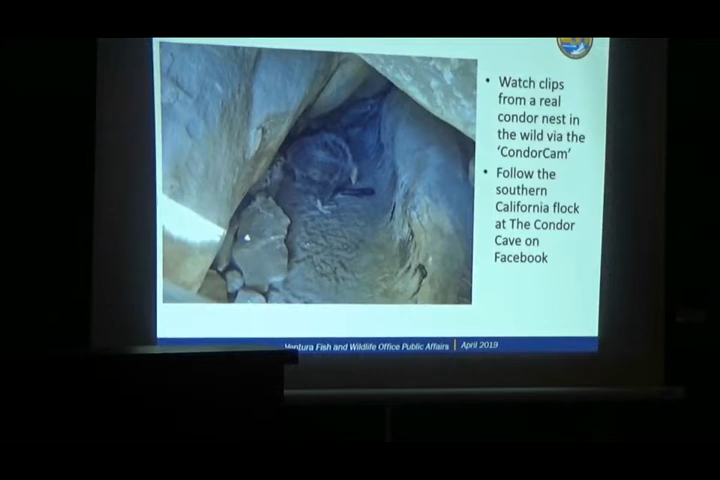 • Watch clips
from a real
condor nest in
the wild via the
‘CondorCam’
• Follow the
southern
California flock
at The Condor
Cave on
Facebook
Ventura Fish and Wildlife Office Public Affairs | April 2019